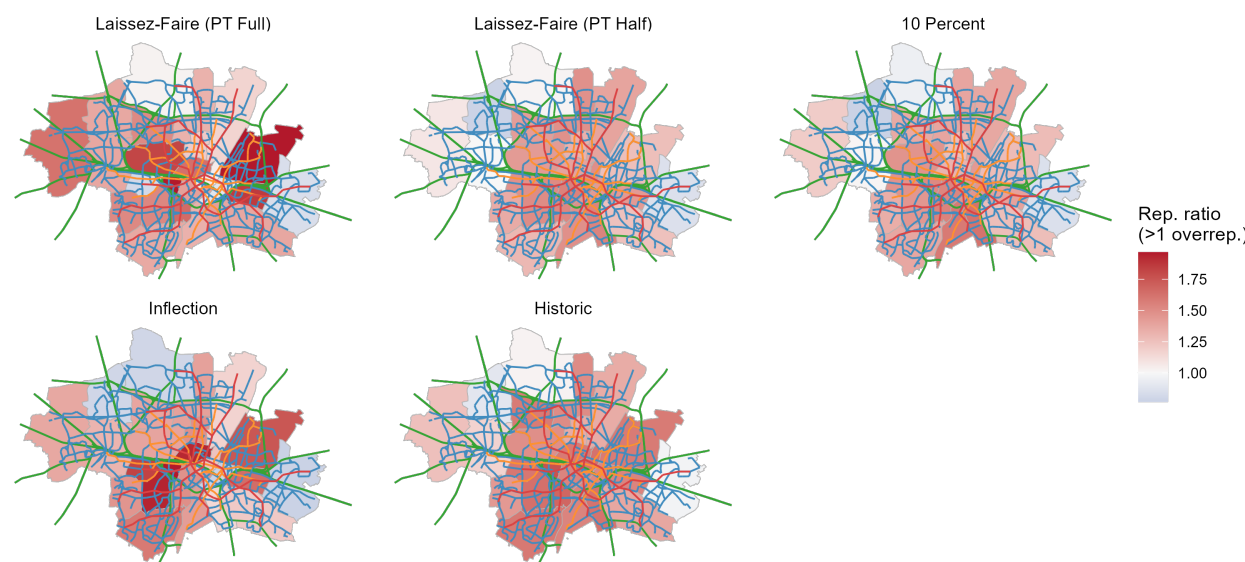 Laissez-Faire (PT Full)
Laissez-Faire (PT Half)
10 Percent
Rep. ratio
(>1 overrep.)
1.75
1.50
1.25
1.00
Inflection
Historic